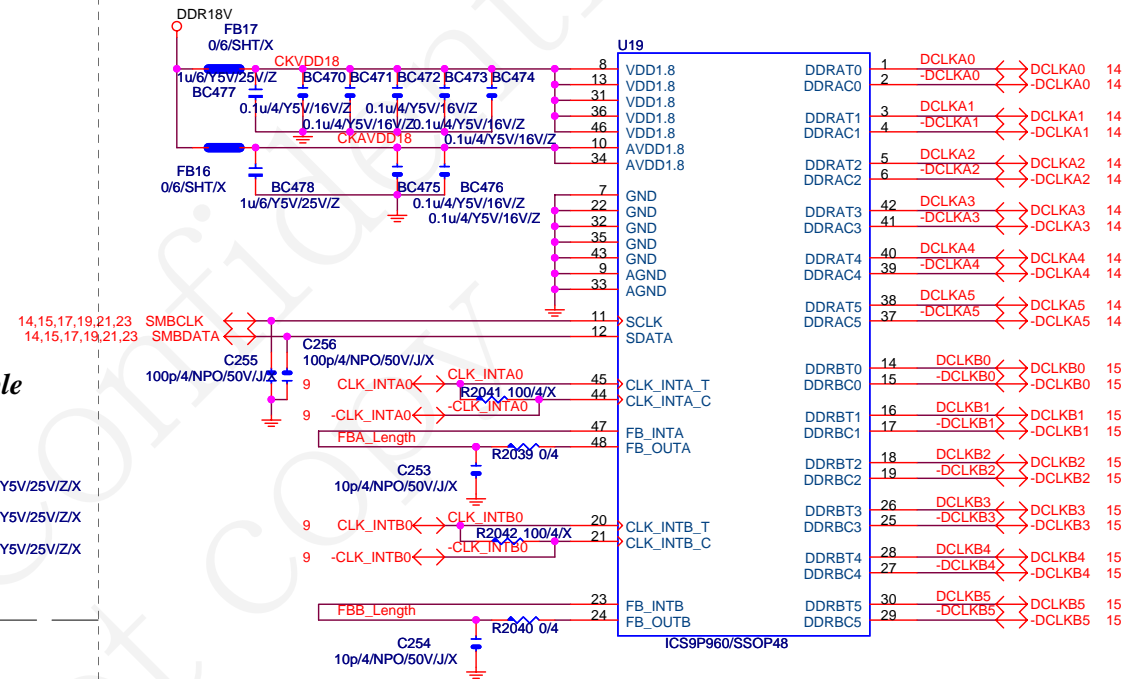 DDR18V
FB17
0/6/SHT/X
CKVDD18
1u/6/Y5V/25V/Z
BC477
BC470
BC471
BC472
BC473
BC474
0.1u/4/Y5V/16V/Z
0.1u/4/Y5V/16V/Z
0.1u/4/Y5V/16V/Z
0.1u/4/Y5V/16V/Z
0.1u/4/Y5V/16V/Z
CKAVDD18
FB16
0/6/SHT/X
BC478
1u/6/Y5V/25V/Z
BC475
BC476
0.1u/4/Y5V/16V/Z
0.1u/4/Y5V/16V/Z
14,15,17,19,21,23 SMBCLK
14,15,17,19,21,23 SMBDATA
C255
100p/4/NPO/50V/J/X
C256
100p/4/NPO/50V/J/X
9 CLK_INTA0 CLK_INTA0
R2041 100/4/X
9 -CLK_INTA0 -CLK_INTA0
FBA_Length
R2039 0/4
C253
10p/4/NPO/50V/J/X
9 CLK_INTB0 CLK_INTB0
R2042 100/4/X
9 -CLK_INTB0 -CLK_INTB0
FBB_Length
R2040 0/4
C254
10p/4/NPO/50V/J/X
ble
Y5V/25V/Z/X
Y5V/25V/Z/X
Y5V/25V/Z/X
U19
8 VDD1.8
13 VDD1.8
31 VDD1.8
36 VDD1.8
46 VDD1.8
10 AVDD1.8
34 AVDD1.8
7 GND
22 GND
32 GND
35 GND
43 GND
9 AGND
33 AGND
11 SCLK
12 SDATA
45 CLK_INTA_T
44 CLK_INTA_C
47 FB_INTA
48 FB_OUTA
20 CLK_INTB_T
21 CLK_INTB_C
23 FB_INTB
24 FB_OUTB
ICS9P960/SSOP48
DDRAT0 1 DCLKA0 DCLKA0 14
DDRAC0 2 -DCLKA0 -DCLKA0 14
DDRAT1 3 DCLKA1 DCLKA1 14
DDRAC1 4 -DCLKA1 -DCLKA1 14
DDRAT2 5 DCLKA2 DCLKA2 14
DDRAC2 6 -DCLKA2 -DCLKA2 14
DDRAT3 42 DCLKA3 DCLKA3 14
DDRAC3 41 -DCLKA3 -DCLKA3 14
DDRAT4 40 DCLKA4 DCLKA4 14
DDRAC4 39 -DCLKA4 -DCLKA4 14
DDRAT5 38 DCLKA5 DCLKA5 14
DDRAC5 37 -DCLKA5 -DCLKA5 14
DDRBT0 14 DCLKB0 DCLKB0 15
DDRBC0 15 -DCLKB0 -DCLKB0 15
DDRBT1 16 DCLKB1 DCLKB1 15
DDRBC1 17 -DCLKB1 -DCLKB1 15
DDRBT2 18 DCLKB2 DCLKB2 15
DDRBC2 19 -DCLKB2 -DCLKB2 15
DDRBT3 26 DCLKB3 DCLKB3 15
DDRBC3 25 -DCLKB3 -DCLKB3 15
DDRBT4 28 DCLKB4 DCLKB4 15
DDRBC4 27 -DCLKB4 -DCLKB4 15
DDRBT5 30 DCLKB5 DCLKB5 15
DDRBC5 29 -DCLKB5 -DCLKB5 15
Confident
t copy